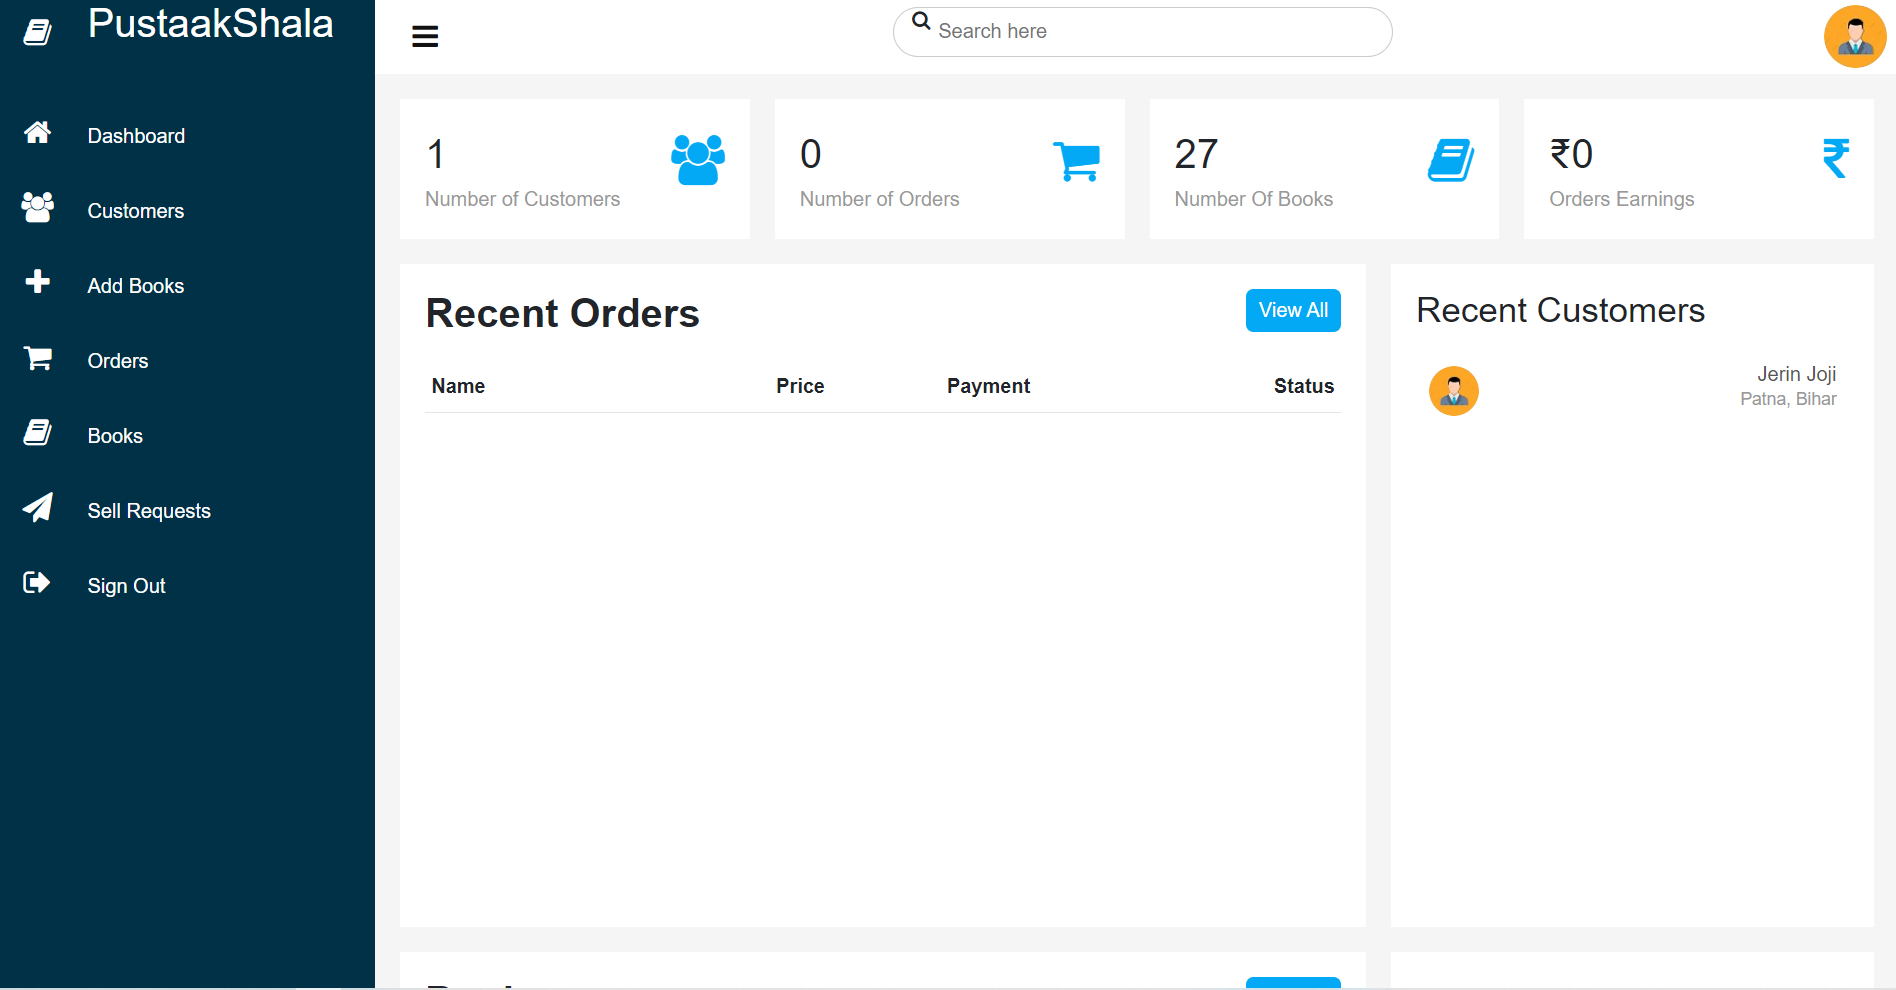 PustaakShala
Dashboard
Customers
Add Books
Orders
Books
Sell Requests
Sign Out
Search here
1
Number of Customers
0
Number of Orders
27
Number Of Books
₹0
Orders Earnings
Recent Orders
View All
Name Price Payment Status
Recent Customers
Jerin Joji
Patna, Bihar